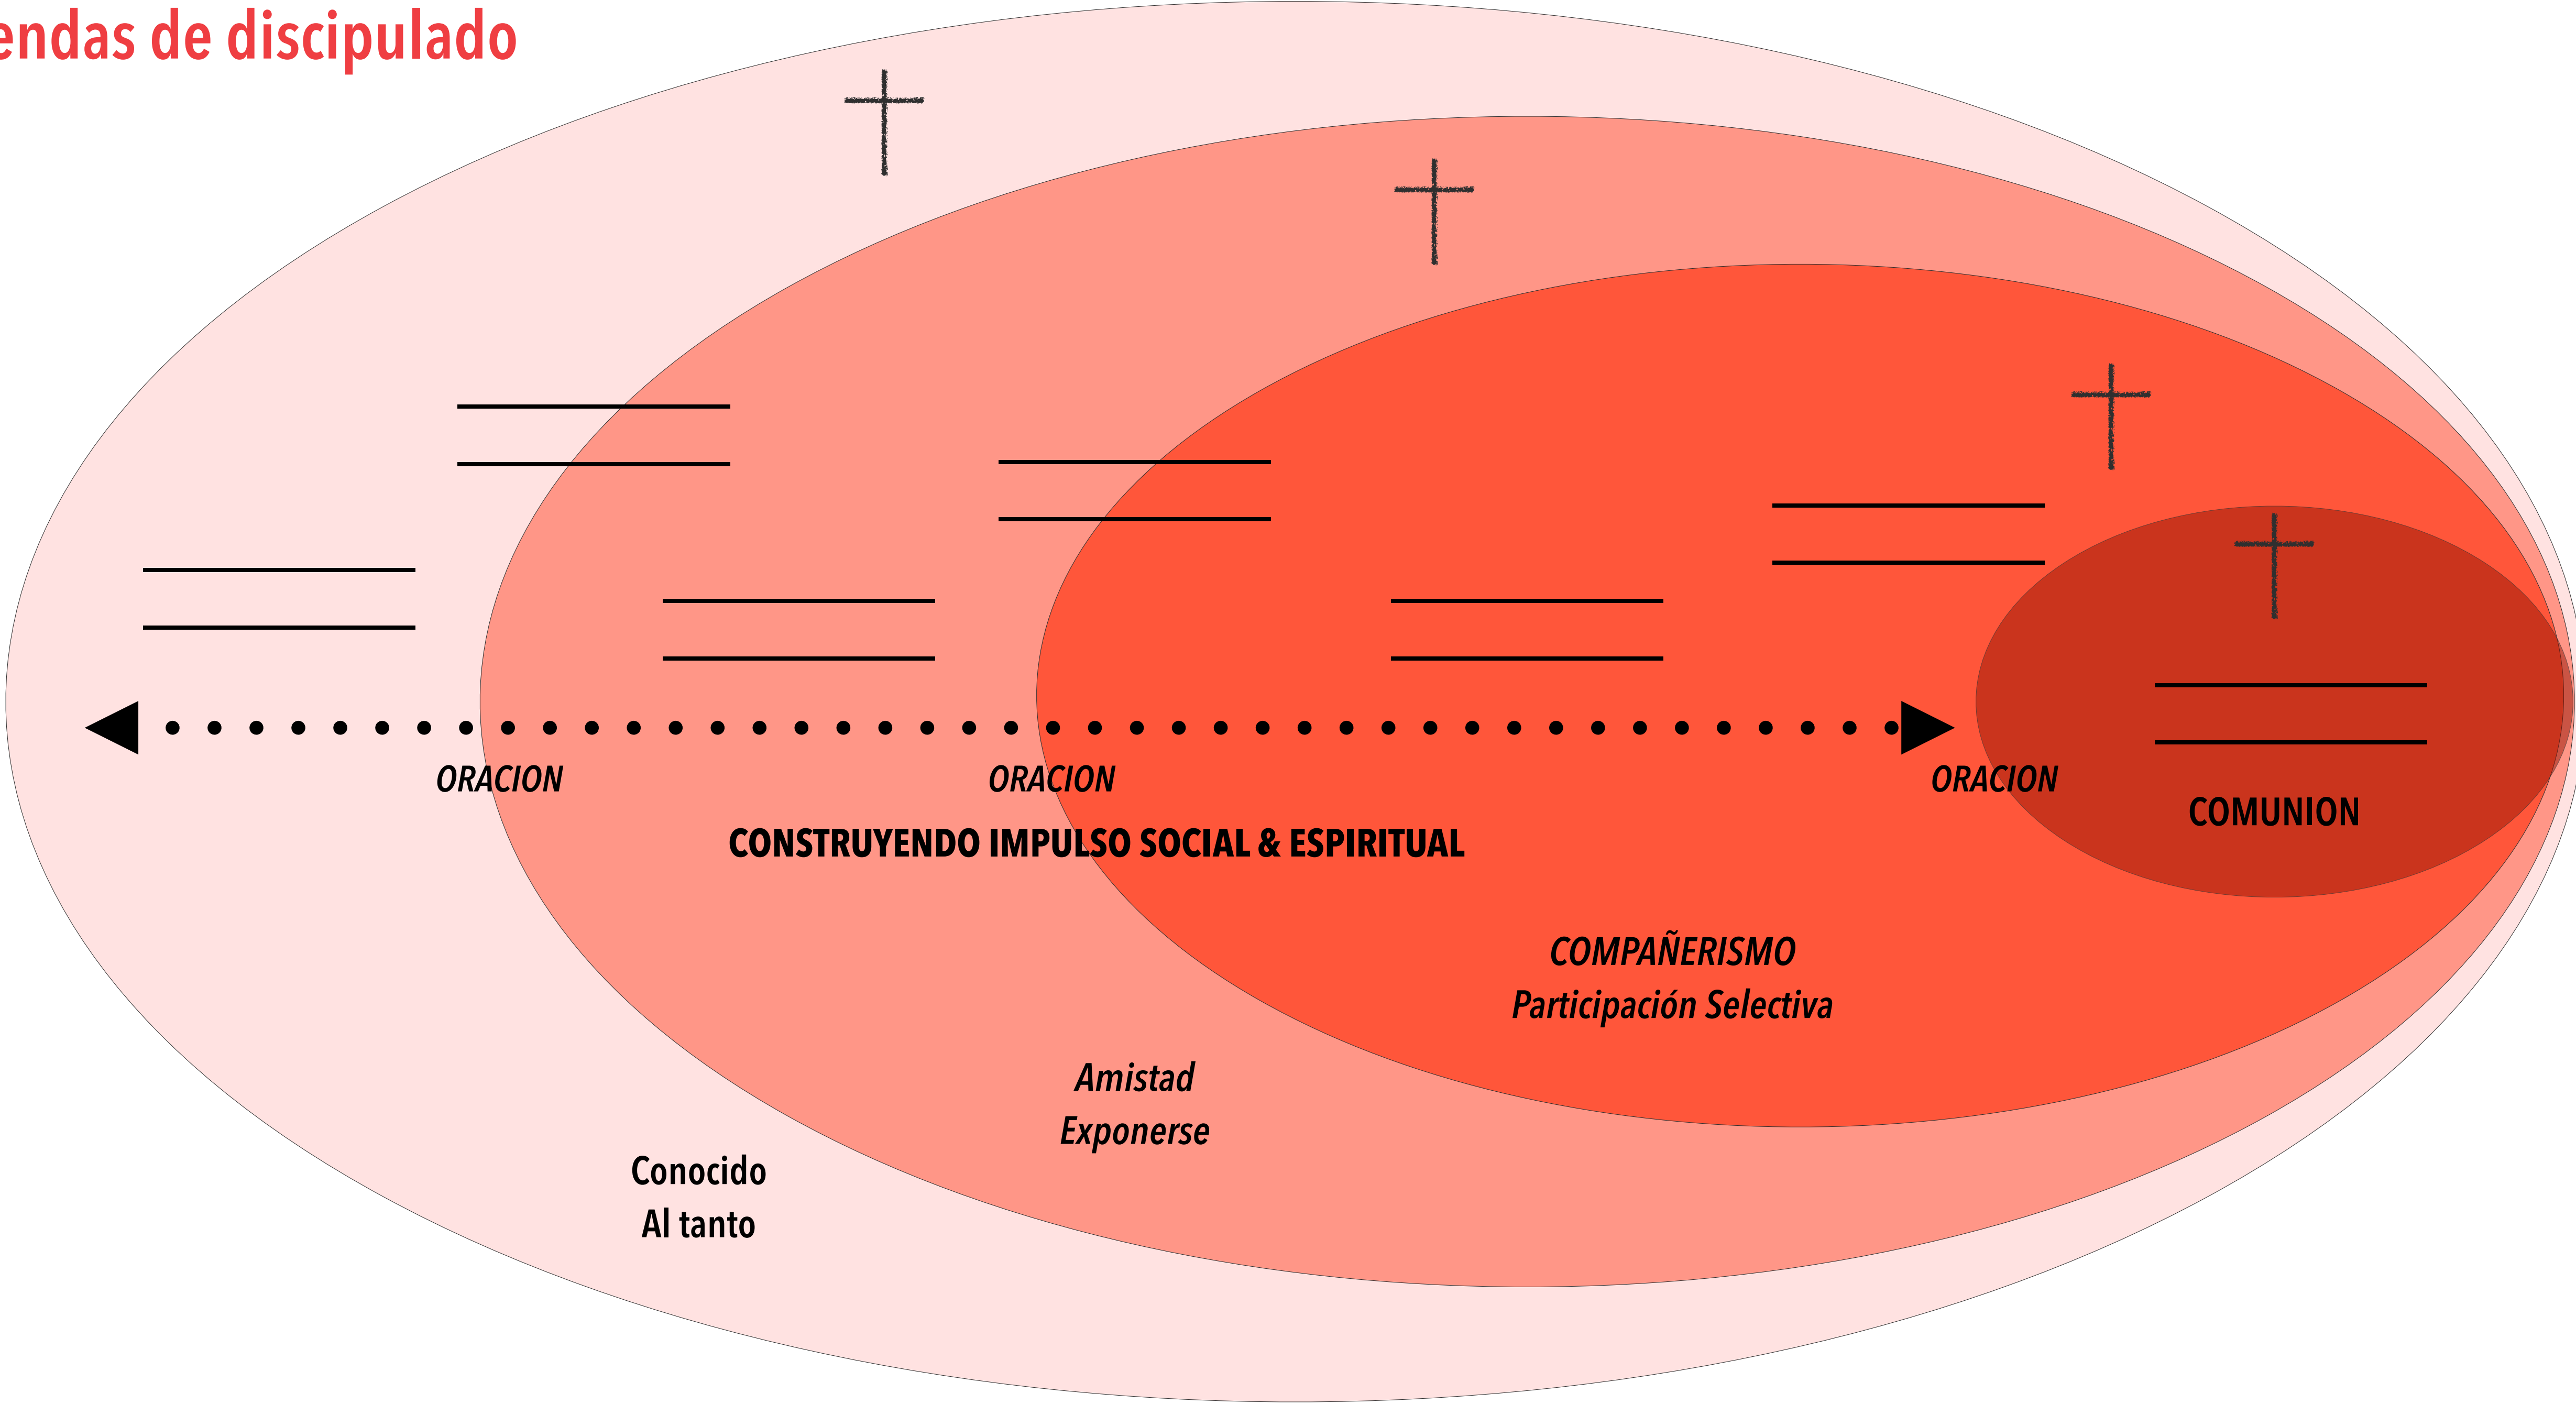 endas de discipulado
ORACION
ORACION
ORACION
COMUNION
CONSTRUYENDO IMPULSO SOCIAL & ESPIRITUAL
COMPAÑERISMO
Participación Selectiva
Amistad
Exponerse
Conocido
Al tanto